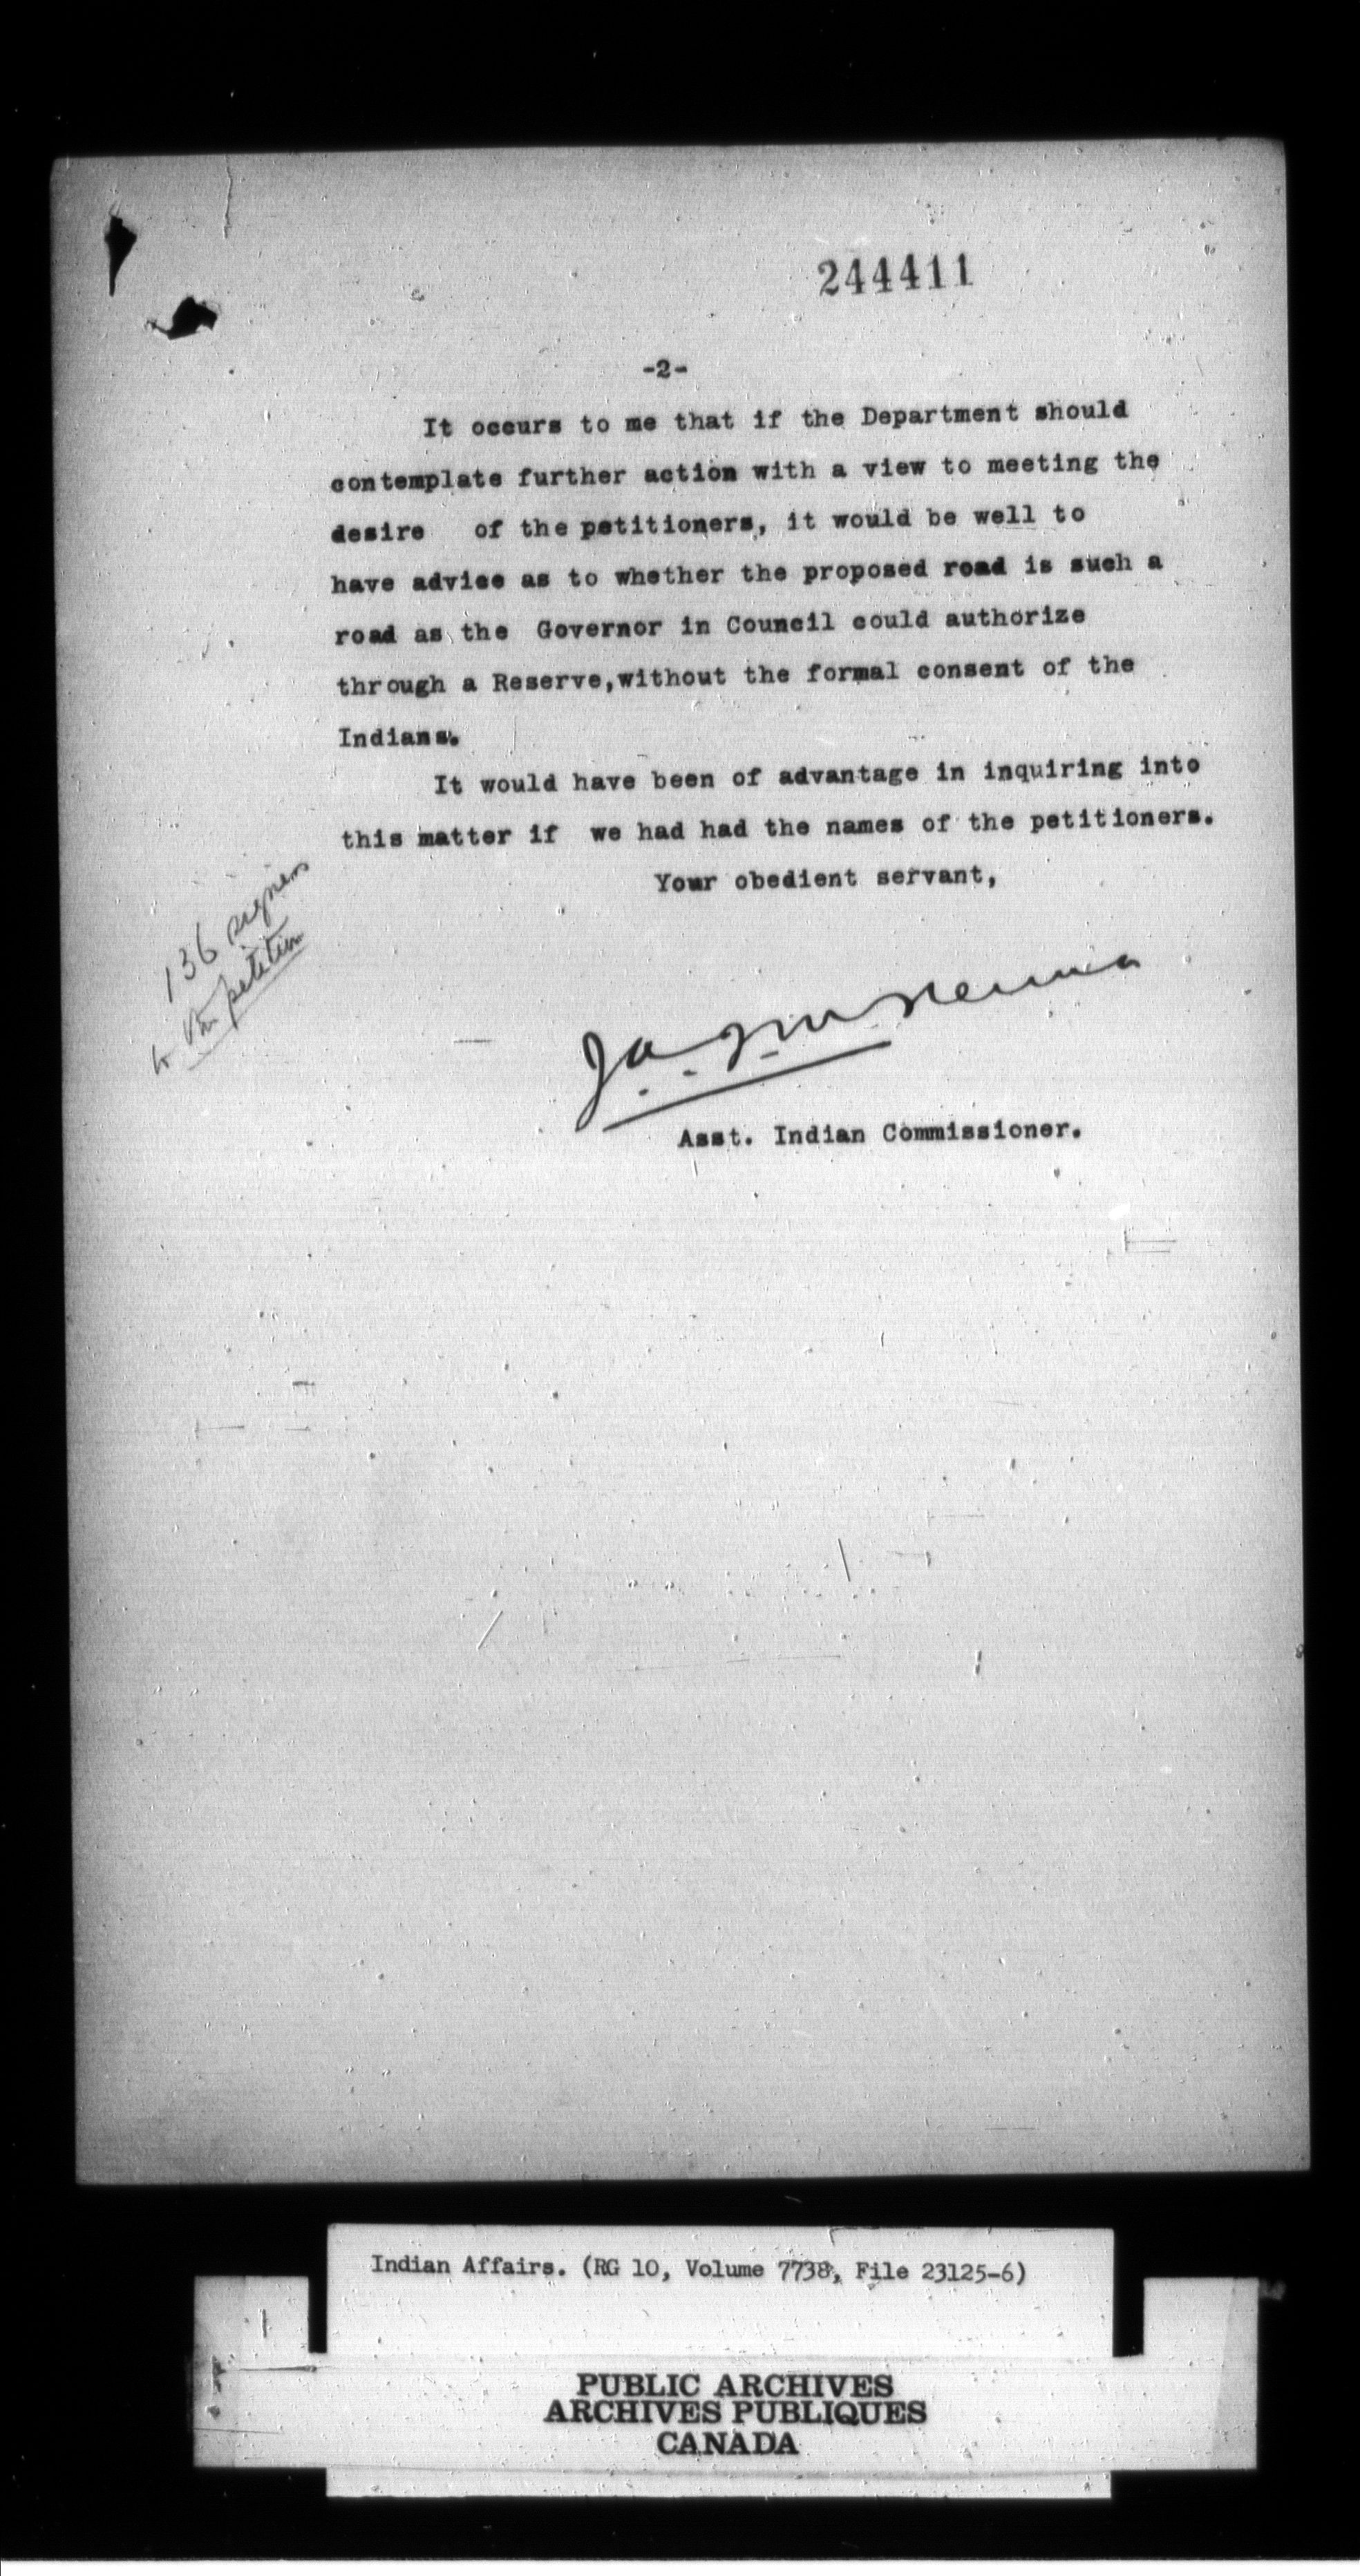 244411
-2-
It occurs to me that if the Department should
contemplate further action with a view to meeting the
desire of the petitioners, it would be well to
have advice as to whether the proposed road is such a
road as the Governor in Council could authorize
through a Reserve,without the formal consent of the
Indians.
It would have been of advantage in inquiring into
this matter if we had had the names of the petitioners.
Your obedient servant,
136 signers
to the petition
Asst. Indian Commissioner.
Indian Affairs. (RG 10, Volume 7738, File 23125-6)
PUBLIC ARCHIVES
ARCHIVES PUBLIQUES
CANADA